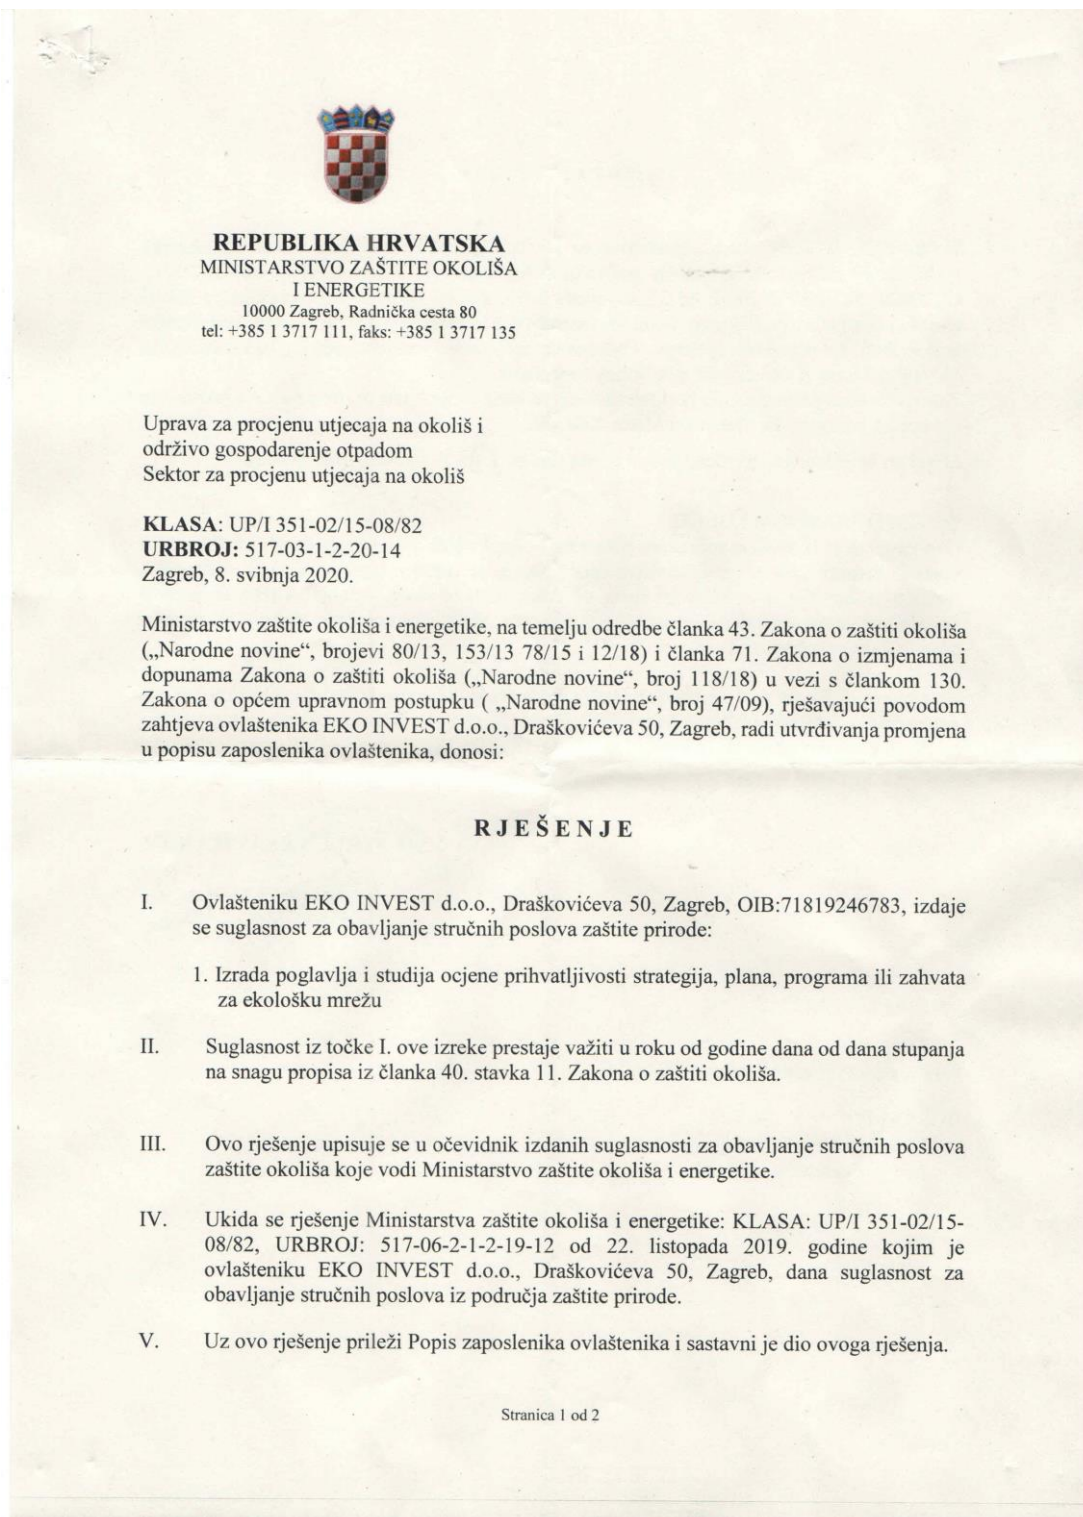 REPUBLIKA HRVATSKA
MINISTARSTVO ZAŠTITE OKOLIŠA
I ENERGETIKE
10000 Zagreb, Radnička cesta 80
tel: +385 1 3717 111, faks: +385 1 3717 135
Uprava za procjenu utjecaja na okoliš i
održivo gospodarenje otpadom
Sektor za procjenu utjecaja na okoliš
KLASA: UP/I 351-02/15-08/82
URBROJ: 517-03-1-2-20-14
Zagreb, 8. svibnja 2020.
Ministarstvo zaštite okoliša i energetike, na temelju odredbe članka 43. Zakona o zaštiti okoliša
(„Narodne novine“, brojevi 80/13, 153/13 78/15 i 12/18) i članka 71. Zakona o izmjenama i
dopunama Zakona o zaštiti okoliša („Narodne novine“, broj 118/18) u vezi s člankom 130.
Zakona o općem upravnom postupku ( „Narodne novine“, broj 47/09), rješavajući povodom
zahtjeva ovlaštenika EKO INVEST d.o.o., Draškovićeva 50, Zagreb, radi utvrđivanja promjena
u popisu zaposlenika ovlaštenika, donosi:
R J E Š E N J E
I. Ovlašteniku EKO INVEST d.o.o., Draškovićeva 50, Zagreb, OIB:71819246783, izdaje
se suglasnost za obavljanje stručnih poslova zaštite prirode:
1. Izrada poglavlja i studija ocjene prihvatljivosti strategija, plana, programa ili zahvata
za ekološku mrežu
II. Suglasnost iz točke I. ove izreke prestaje važiti u roku od godine dana od dana stupanja
na snagu propisa iz članka 40. stavka 11. Zakona o zaštiti okoliša.
III. Ovo rješenje upisuje se u očevidnik izdanih suglasnosti za obavljanje stručnih poslova
zaštite okoliša koje vodi Ministarstvo zaštite okoliša i energetike.
IV. Ukida se rješenje Ministarstva zaštite okoliša i energetike: KLASA: UP/I 351-02/15-
08/82, URBROJ: 517-06-2-1-2-19-12 od 22. listopada 2019. godine kojim je
ovlašteniku EKO INVEST d.o.o., Draškovićeva 50, Zagreb, dana suglasnost za
obavljanje stručnih poslova iz područja zaštite prirode.
V. Uz ovo rješenje prileži Popis zaposlenika ovlaštenika i sastavni je dio ovoga rješenja.
Stranica 1 od 2